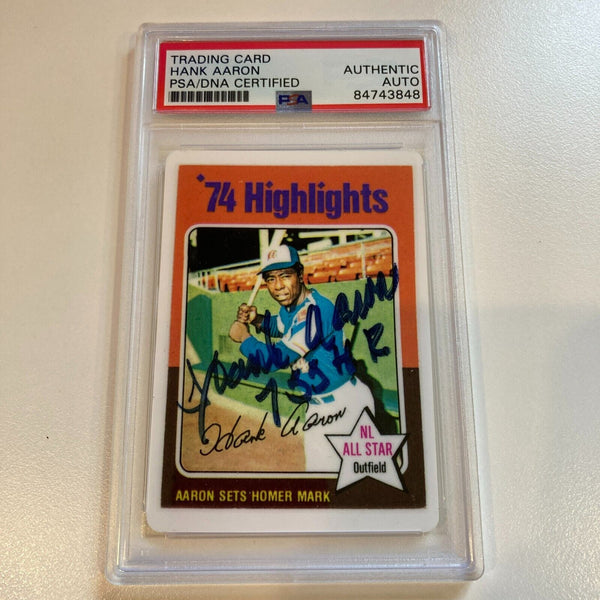 TRADING CARD
HANK AARON
PSA/DNA CERTIFIED
AUTHENTIC
AUTO
84743848
PSA
'74 Highlights
Hank Aaron
755 HR
Hank Aaron
NL
ALL STAR
Outfield
AARON SETS HOMER MARK